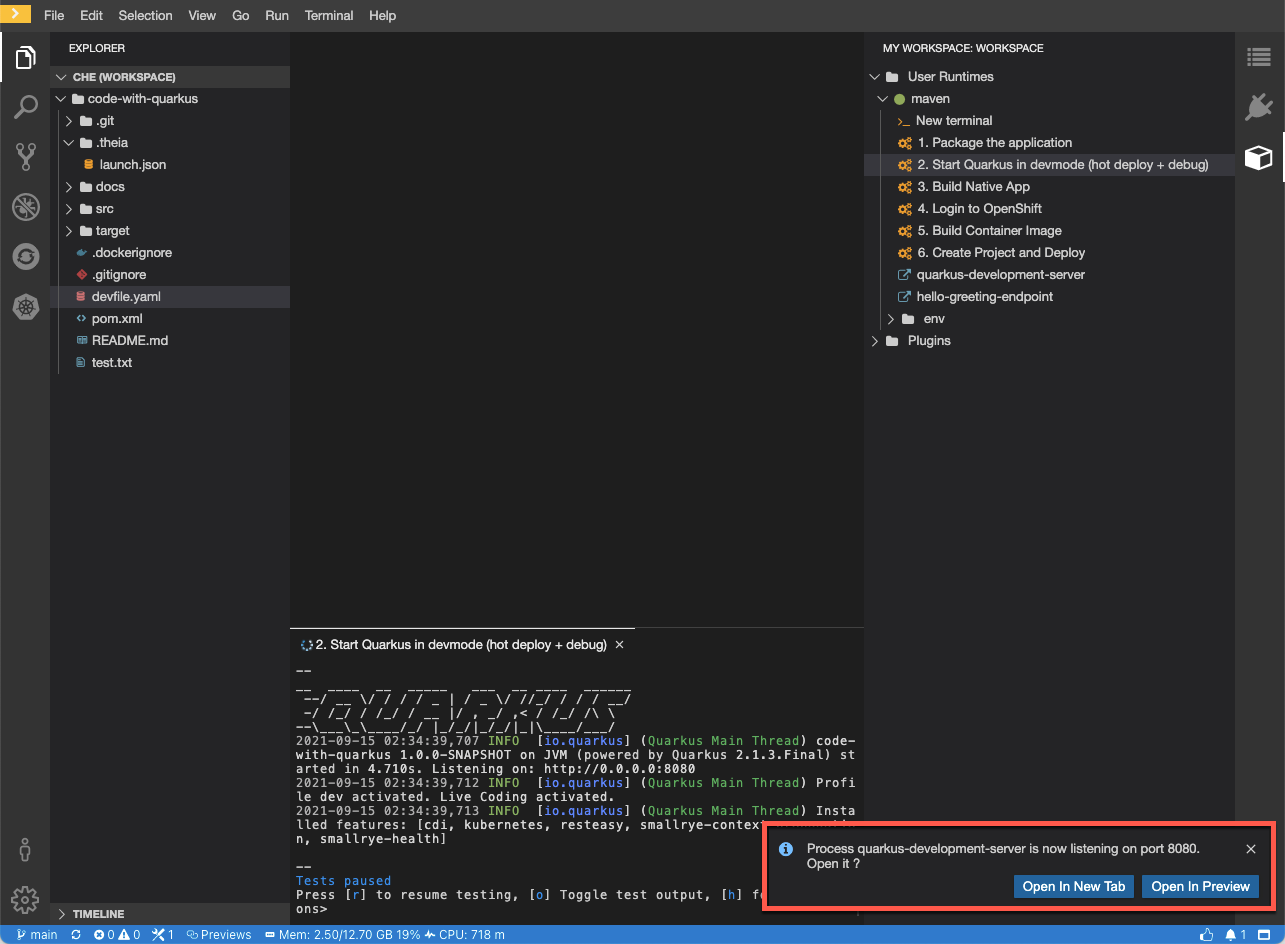 File Edit Selection View Go Run Terminal Help
EXPLORER
CHE (WORKSPACE)
code-with-quarkus
.git
.theia
launch.json
docs
src
target
.dockerignore
.gitignore
devfile.yaml
pom.xml
README.md
test.txt
TIMELINE
2. Start Quarkus in devmode (hot deploy + debug)
--
2021-09-15 02:34:39,707 INFO [io.quarkus] (Quarkus Main Thread) code-
with-quarkus 1.0.0-SNAPSHOT on JVM (powered by Quarkus 2.1.3.Final) st
arted in 4.710s. Listening on: http://0.0.0.0:8080
2021-09-15 02:34:39,712 INFO [io.quarkus] (Quarkus Main Thread) Profi
le dev activated. Live Coding activated.
2021-09-15 02:34:39,713 INFO [io.quarkus] (Quarkus Main Thread) Insta
lled features: [cdi, kubernetes, resteasy, smallrye-contex
n, smallrye-health]
--
Tests paused
Press [r] to resume testing, [o] Toggle test output, [h] f
ons>
MY WORKSPACE: WORKSPACE
User Runtimes
maven
>_ New terminal
1. Package the application
2. Start Quarkus in devmode (hot deploy + debug)
3. Build Native App
4. Login to OpenShift
5. Build Container Image
6. Create Project and Deploy
quarkus-development-server
hello-greeting-endpoint
env
Plugins
Process quarkus-development-server is now listening on port 8080.
Open it ?
Open In New Tab Open In Preview
main 0 0 1 Previews Mem: 2.50/12.70 GB 19% CPU: 718 m 1